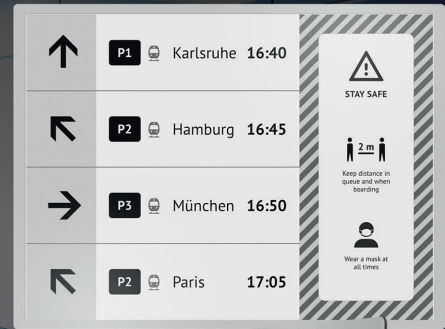 P1 Karlsruhe 16:40
P2 Hamburg 16:45
P3 München 16:50
P2 Paris 17:05
STAY SAFE
2 m
Keep distance in
queue and when
boarding
Wear a mask at
all times